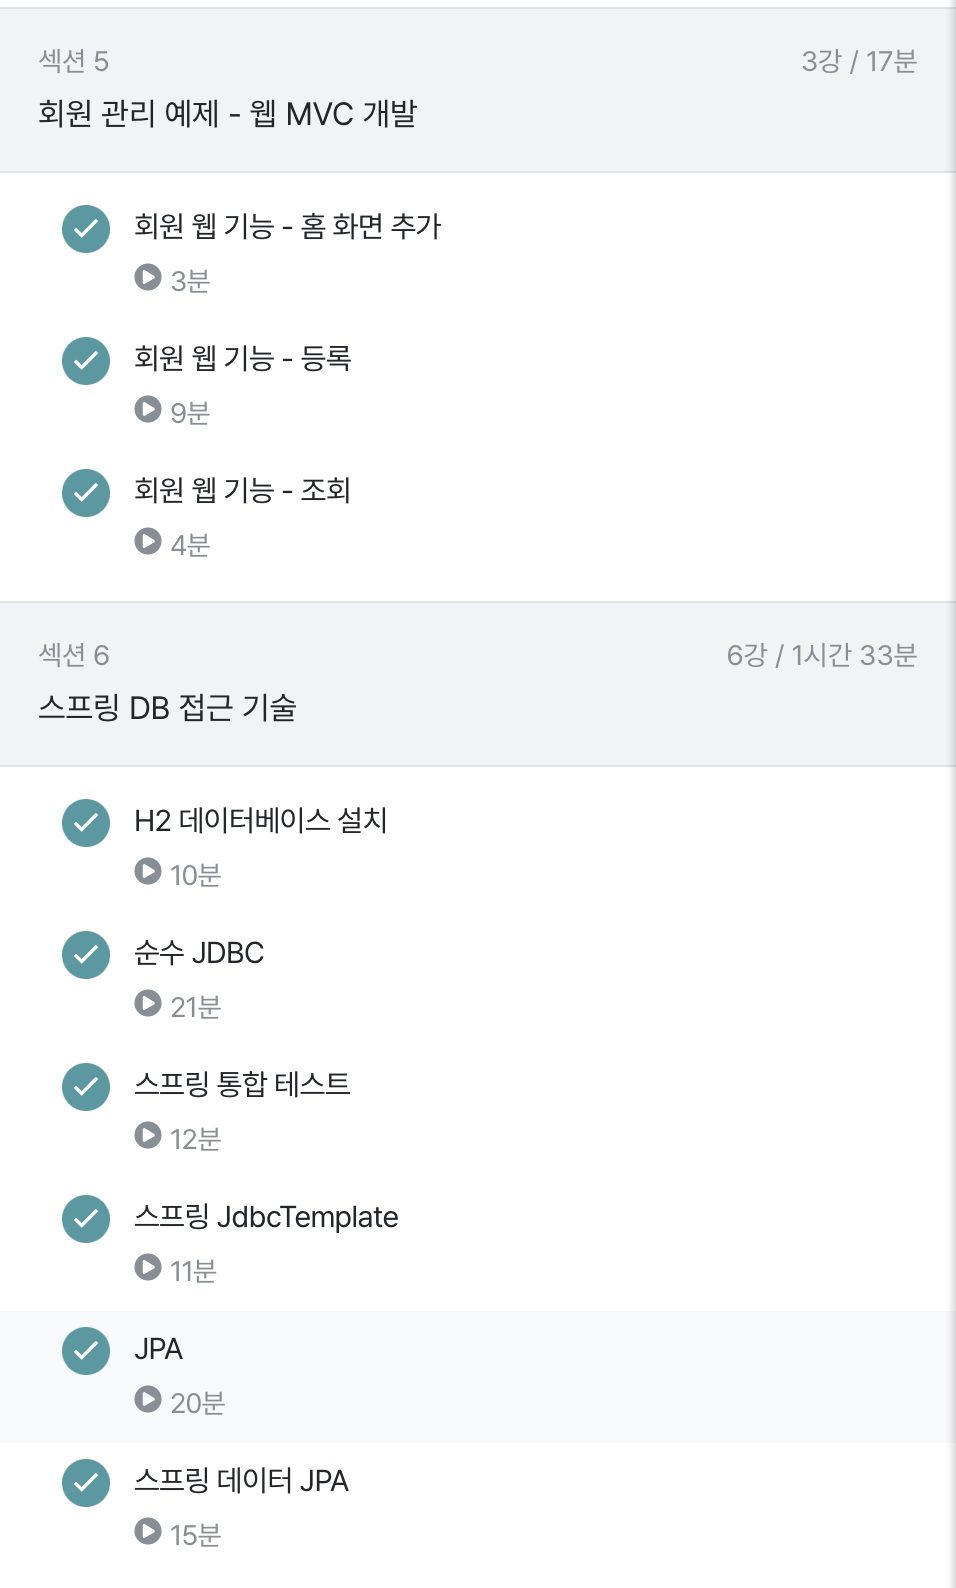 섹션 5
3강 / 17분
회원 관리 예제 - 웹 MVC 개발
회원 웹 기능 - 홈 화면 추가
3분
회원 웹 기능 - 등록
9분
회원 웹 기능 - 조회
4분
섹션 6
6강 / 1시간 33분
스프링 DB 접근 기술
H2 데이터베이스 설치
10분
순수 JDBC
21분
스프링 통합 테스트
12분
스프링 JdbcTemplate
11분
JPA
20분
스프링 데이터 JPA
15분